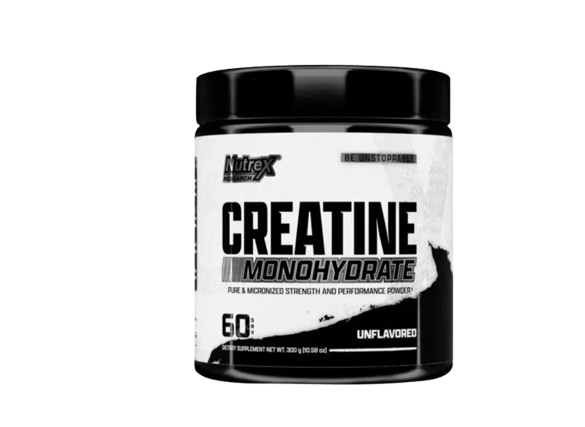 Nutrex
RESEARCH
BE UNSTOPPABLE
CREATINE
MONOHYDRATE
PURE & MICRONIZED STRENGTH AND PERFORMANCE POWDER
60 SRV
UNFLAVORED
DIETARY SUPPLEMENT NET WT. 300 g (10.58 oz)